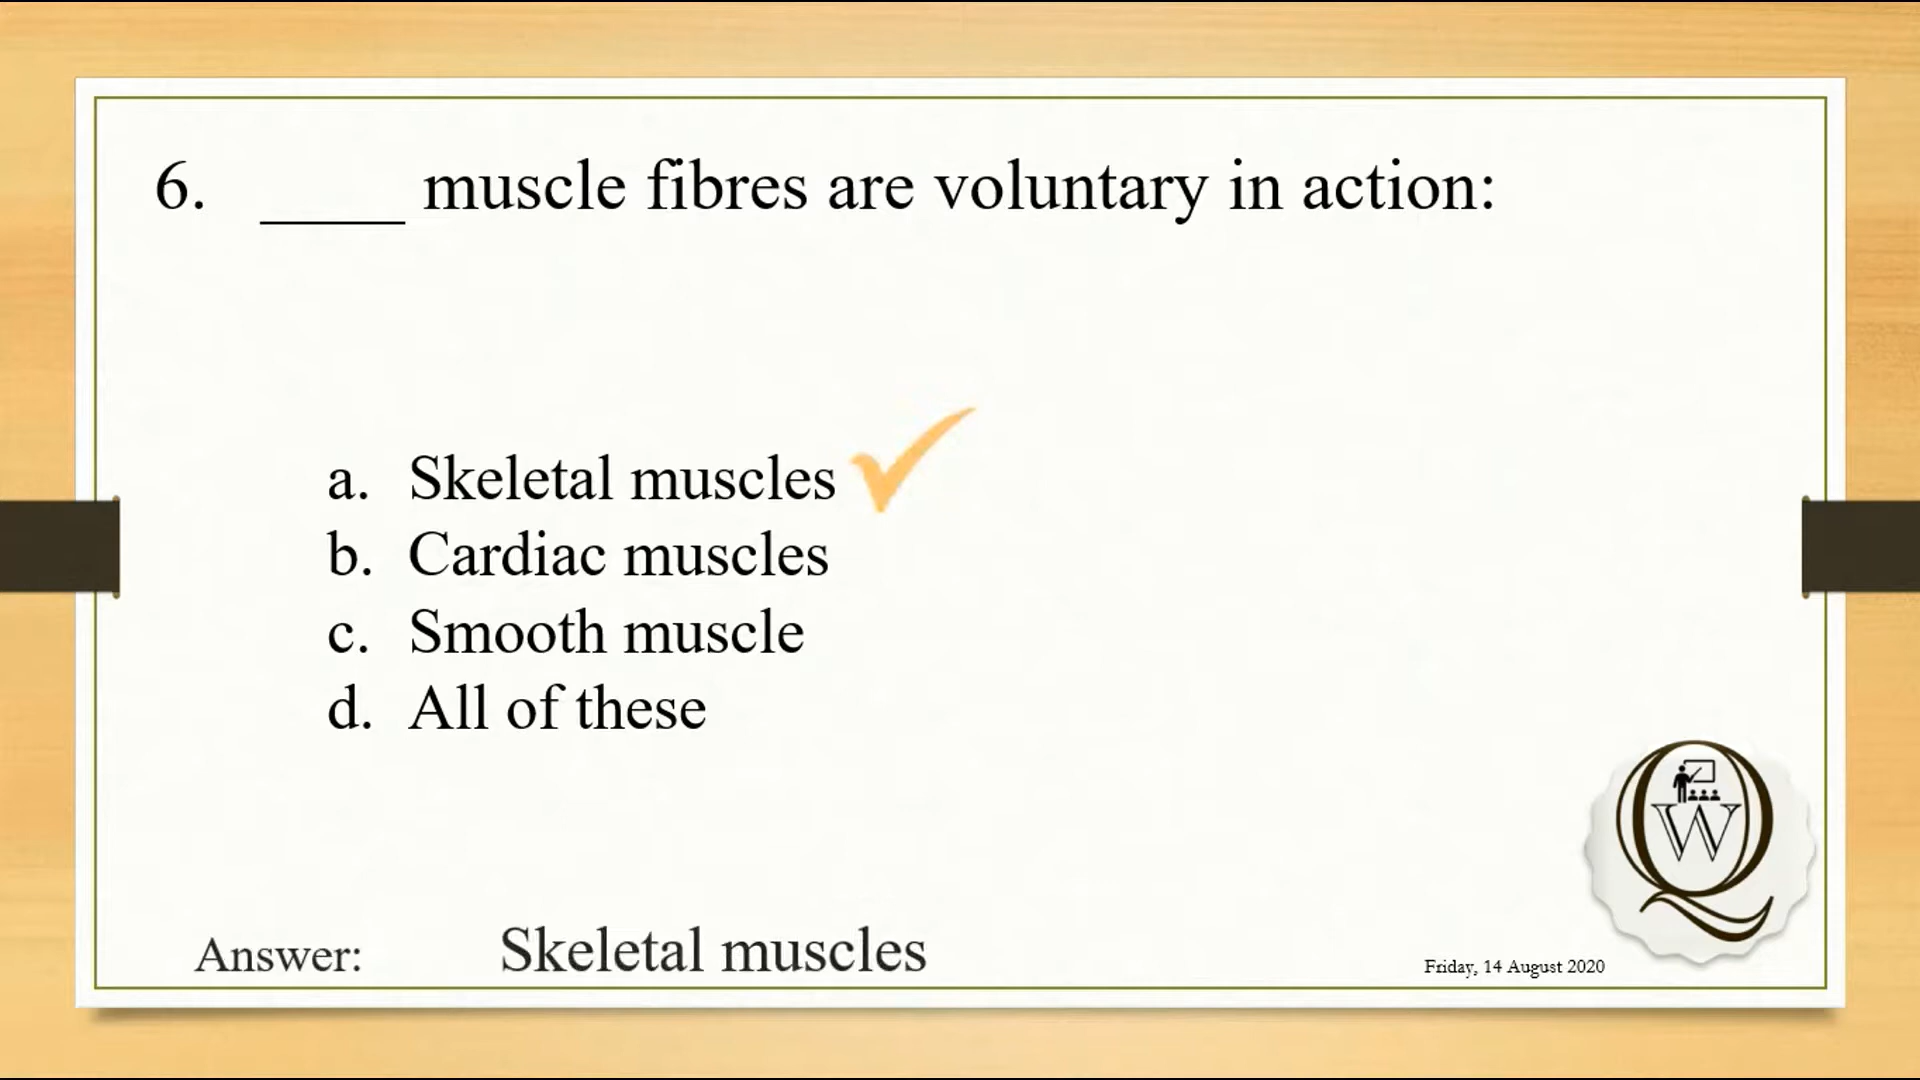 6. ____ muscle fibres are voluntary in action:
a. Skeletal muscles
b. Cardiac muscles
c. Smooth muscle
d. All of these
Answer: Skeletal muscles
Friday, 14 August 2020
QW